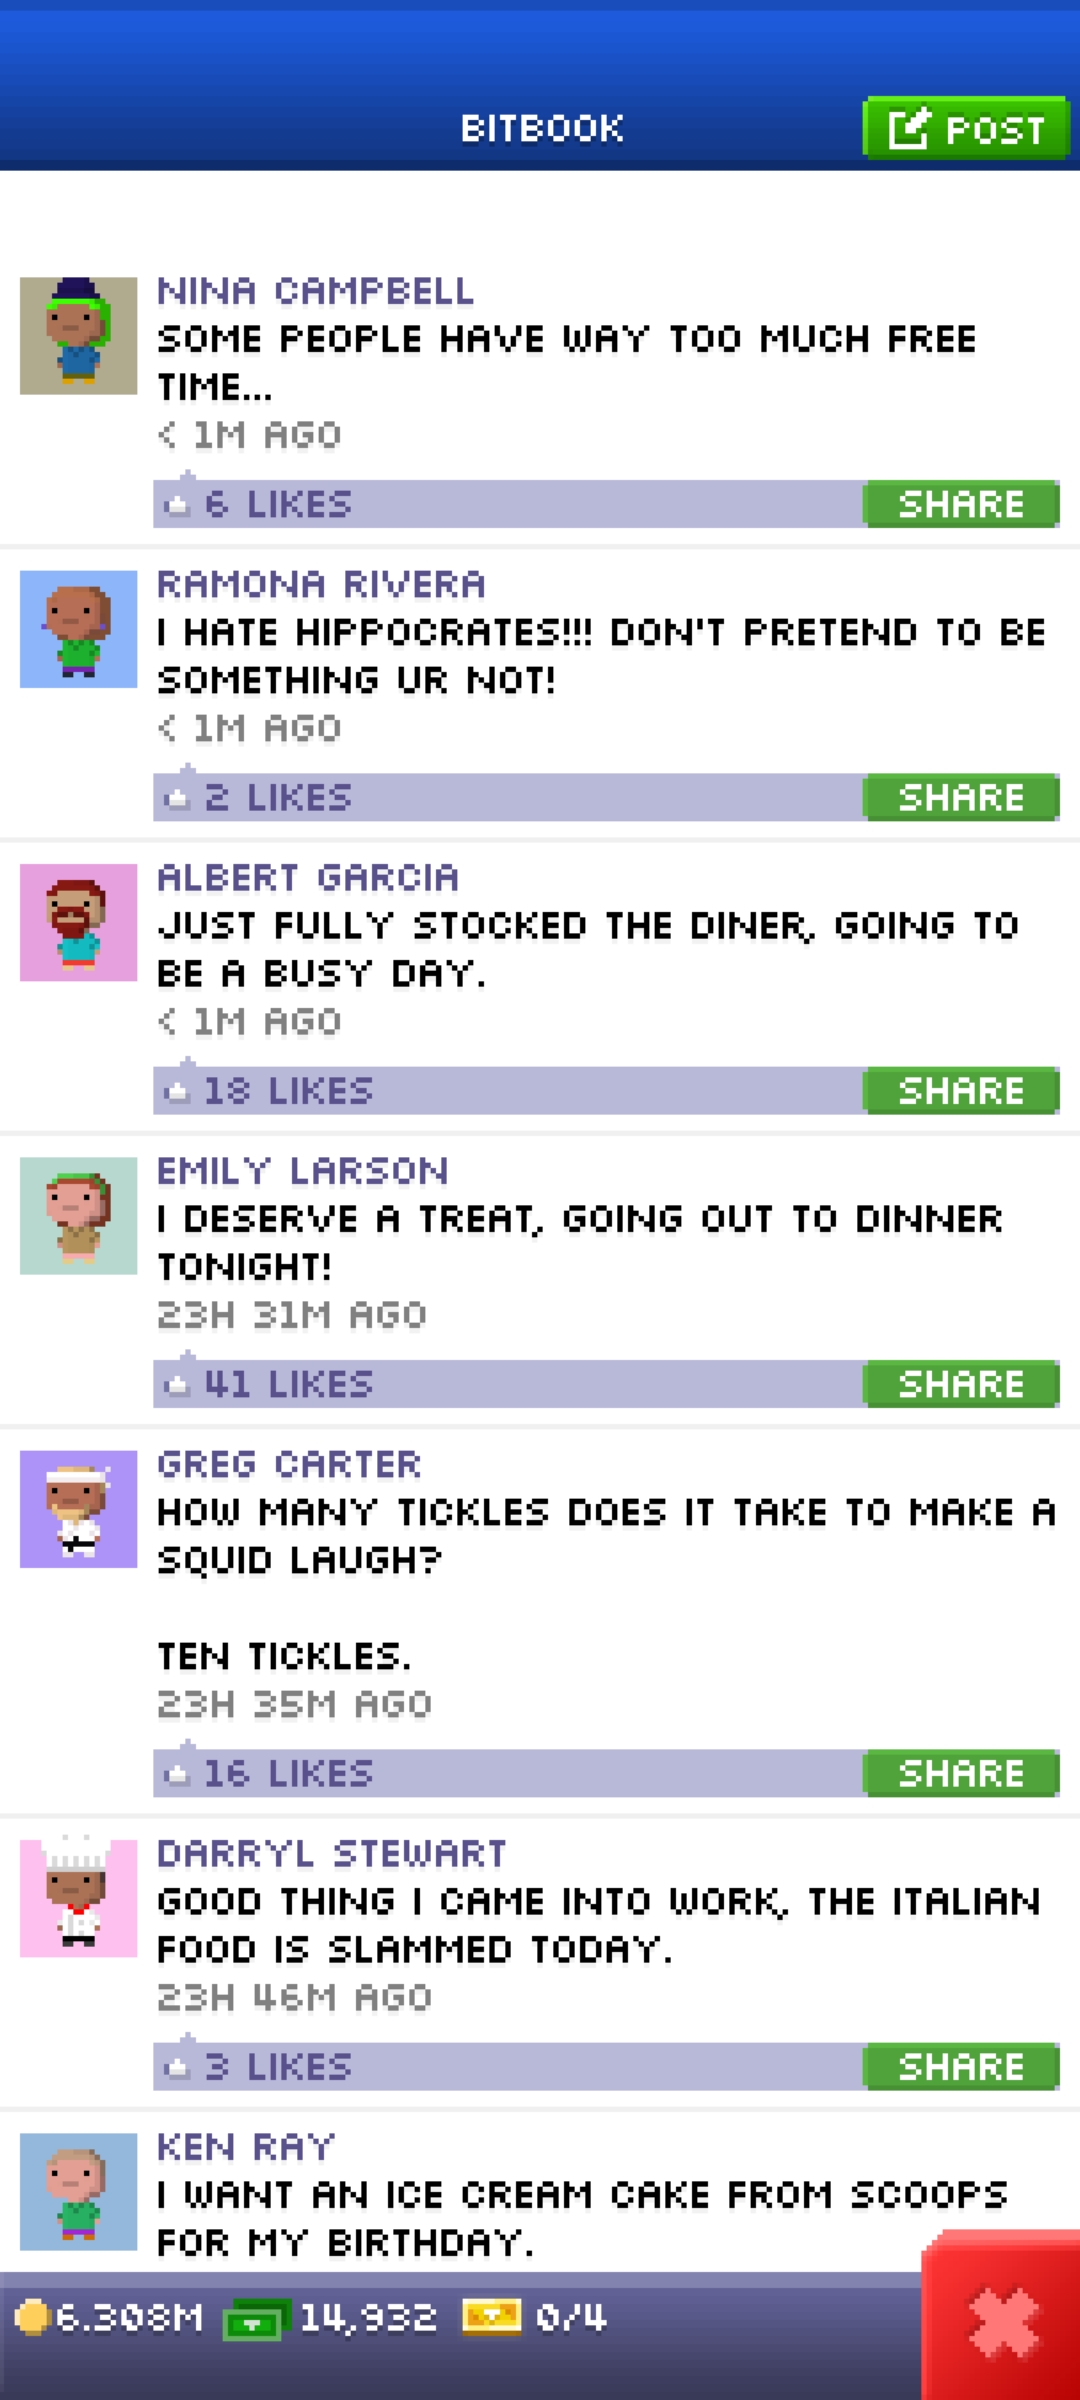 BITBOOK
POST
NINA CAMPBELL
SOME PEOPLE HAVE WAY TOO MUCH FREE
TIME...
< 1M AGO
6 LIKES
SHARE
RAMONA RIVERA
I HATE HIPPOCRATES!!! DON'T PRETEND TO BE
SOMETHING UR NOT!
< 1M AGO
2 LIKES
SHARE
ALBERT GARCIA
JUST FULLY STOCKED THE DINER, GOING TO
BE A BUSY DAY.
< 1M AGO
18 LIKES
SHARE
EMILY LARSON
I DESERVE A TREAT, GOING OUT TO DINNER
TONIGHT!
23H 31M AGO
41 LIKES
SHARE
GREG CARTER
HOW MANY TICKLES DOES IT TAKE TO MAKE A
SQUID LAUGH?
TEN TICKLES.
23H 35M AGO
16 LIKES
SHARE
DARRYL STEWART
GOOD THING I CAME INTO WORK, THE ITALIAN
FOOD IS SLAMMED TODAY.
23H 46M AGO
3 LIKES
SHARE
KEN RAY
I WANT AN ICE CREAM CAKE FROM SCOOPS
FOR MY BIRTHDAY.
6.308M 14,932 0/4